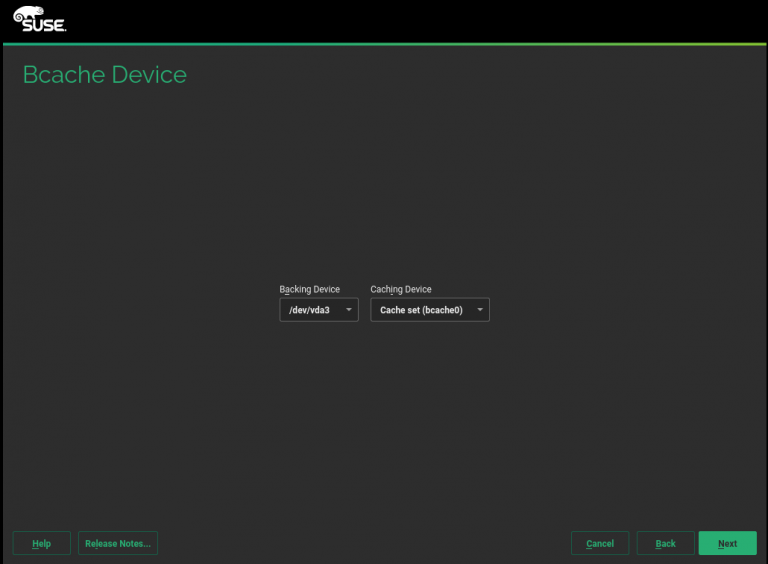 SUSE.
Bcache Device
Backing Device
Caching Device
/dev/vda3
Cache set (bcache0)
Help
Release Notes...
Cancel
Back
Next